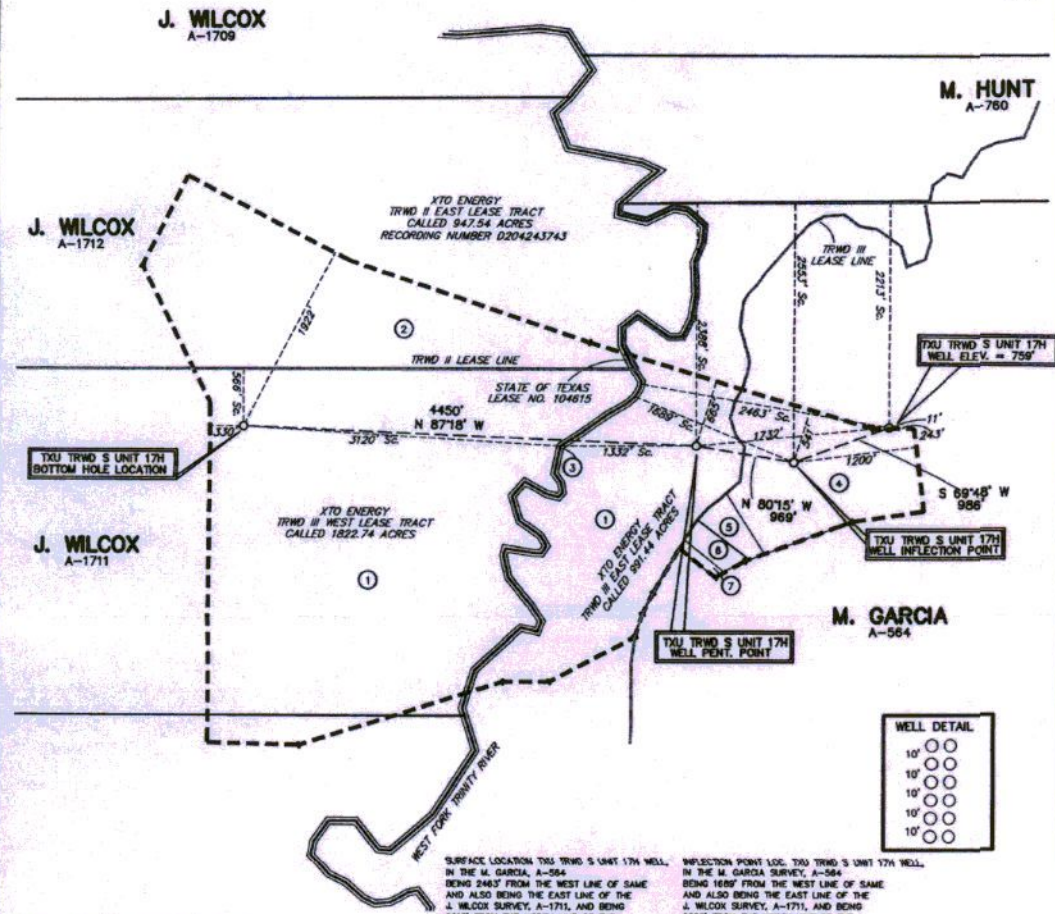 J. WILCOX
A-1709
M. HUNT
A-760
XTO ENERGY
TRWD II EAST LEASE TRACT
CALLED 947.54 ACRES
RECORDING NUMBER D204243743
J. WILCOX
A-1712
TRWD III
LEASE LINE
2553' Sc.
2213' Sc.
1922'
2
TXU TRWD S UNIT 17H
WELL ELEV. = 759'
TRWD II LEASE LINE
STATE OF TEXAS
LEASE NO. 104615
566' Sc.
11'
243'
2463' Sc.
1732'
4450'
N 87°18' W
330'
3120' Sc.
1332' Sc.
1200'
TXU TRWD S UNIT 17H
BOTTOM HOLE LOCATION
3
4
S 69°48' W
986'
N 80°15' W
969'
XTO ENERGY
TRWD III WEST LEASE TRACT
CALLED 1822.74 ACRES
1
XTO ENERGY
TRWD III EAST LEASE TRACT
CALLED 991.44 ACRES
1
5
6
7
TXU TRWD S UNIT 17H
WELL INFLECTION POINT
J. WILCOX
A-1711
M. GARCIA
A-564
TXU TRWD S UNIT 17H
WELL PENT. POINT
WELL DETAIL
10'
10'
10'
10'
10'
WEST FORK TRINITY RIVER
SURFACE LOCATION TXU TRWD S UNIT 17H WELL,
IN THE M. GARCIA, A-564
BEING 2463' FROM THE WEST LINE OF SAME
AND ALSO BEING THE EAST LINE OF THE
J. WILCOX SURVEY, A-1711, AND BEING
INFLECTION POINT LOC. TXU TRWD S UNIT 17H WELL,
IN THE M. GARCIA SURVEY, A-564
BEING 1689' FROM THE WEST LINE OF SAME
AND ALSO BEING THE EAST LINE OF THE
J. WILCOX SURVEY, A-1711, AND BEING